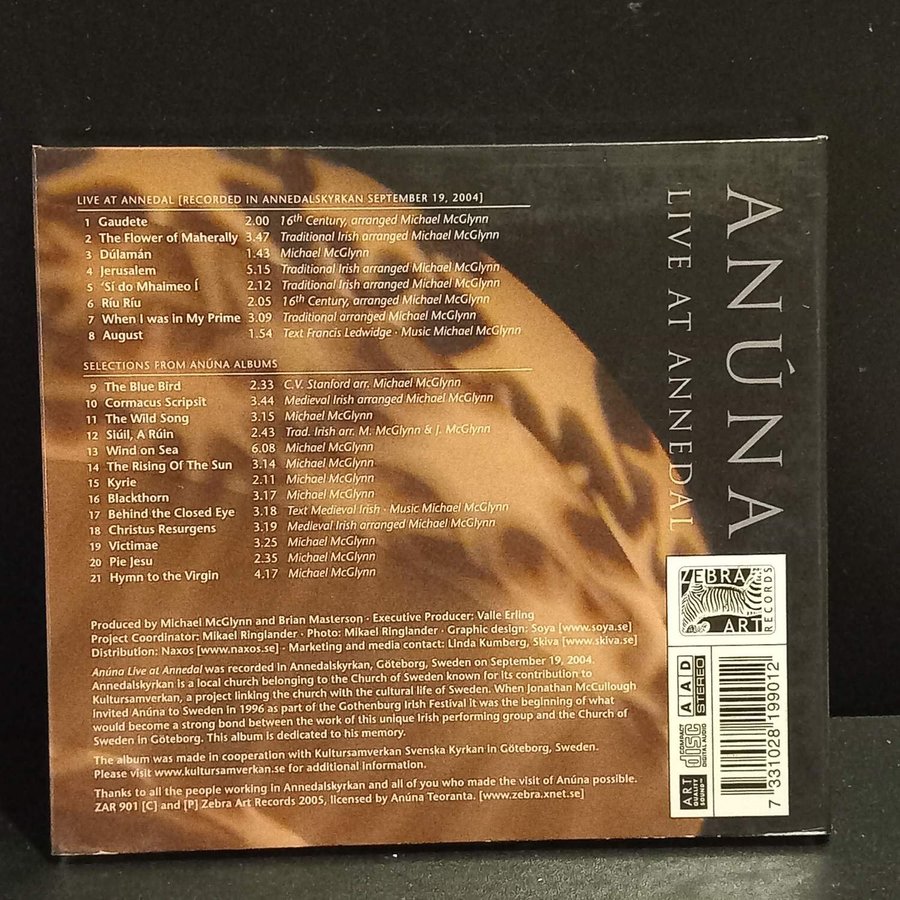 LIVE AT ANNEDAL [RECORDED IN ANNEDALSKYRKAN SEPTEMBER 19, 2004]
1 Gaudete 2.00 16th Century, arranged Michael McGlynn
2 The Flower of Maherally 3.47 Traditional Irish arranged Michael McGlynn
3 Dúlamán 1.43 Michael McGlynn
4 Jerusalem 5.15 Traditional Irish arranged Michael McGlynn
5 'Sí do Mhaimeo Í 2.12 Traditional Irish arranged Michael McGlynn
6 Ríu Ríu 2.05 16th Century, arranged Michael McGlynn
7 When I was in My Prime 3.09 Traditional arranged Michael McGlynn
8 August 1.54 Text Francis Ledwidge · Music Michael McGlynn
SELECTIONS FROM ANÚNA ALBUMS
9 The Blue Bird 2.33 C.V. Stanford arr. Michael McGlynn
10 Cormacus Scripsit 3.44 Medieval Irish arranged Michael McGlynn
11 The Wild Song 3.15 Michael McGlynn
12 Siúil, A Rúin 2.43 Trad. Irish arr. M. McGlynn & J. McGlynn
13 Wind on Sea 6.08 Michael McGlynn
14 The Rising Of The Sun 3.14 Michael McGlynn
15 Kyrie 2.11 Michael McGlynn
16 Blackthorn 3.17 Michael McGlynn
17 Behind the Closed Eye 3.18 Text Medieval Irish · Music Michael McGlynn
18 Christus Resurgens 3.19 Medieval Irish arranged Michael McGlynn
19 Victimae 3.25 Michael McGlynn
20 Pie Jesu 2.35 Michael McGlynn
21 Hymn to the Virgin 4.17 Michael McGlynn
Produced by Michael McGlynn and Brian Masterson · Executive Producer: Valle Erling
Project Coordinator: Mikael Ringlander · Photo: Mikael Ringlander · Graphic design: Soya [www.soya.se]
Distribution: Naxos [www.naxos.se] · Marketing and media contact: Linda Kumberg, Skiva [www.skiva.se]
Anúna Live at Annedal was recorded in Annedalskyrkan, Göteborg, Sweden on September 19, 2004.
Annedalskyrkan is a local church belonging to the Church of Sweden known for its contribution to
Kultursamverkan, a project linking the church with the cultural life of Sweden. When Jonathan McCullough
invited Anúna to Sweden in 1996 as part of the Gothenburg Irish Festival it was the beginning of what
would become a strong bond between the work of this unique Irish performing group and the Church of
Sweden in Göteborg. This album is dedicated to his memory.
The album was made in cooperation with Kultursamverkan Svenska Kyrkan in Göteborg, Sweden.
Please visit www.kultursamverkan.se for additional information.
Thanks to all the people working in Annedalskyrkan and all of you who made the visit of Anúna possible.
ZAR 901 [C] and [P] Zebra Art Records 2005, licensed by Anúna Teoranta. [www.zebra.xnet.se]
ANÚNA
LIVE AT ANNEDAL
ZEBRA
ART
RECORDS
AAD
STEREO
COMPACT
disc
DIGITAL AUDIO
ART
QUALITY
SOUND™
7 331028 199012